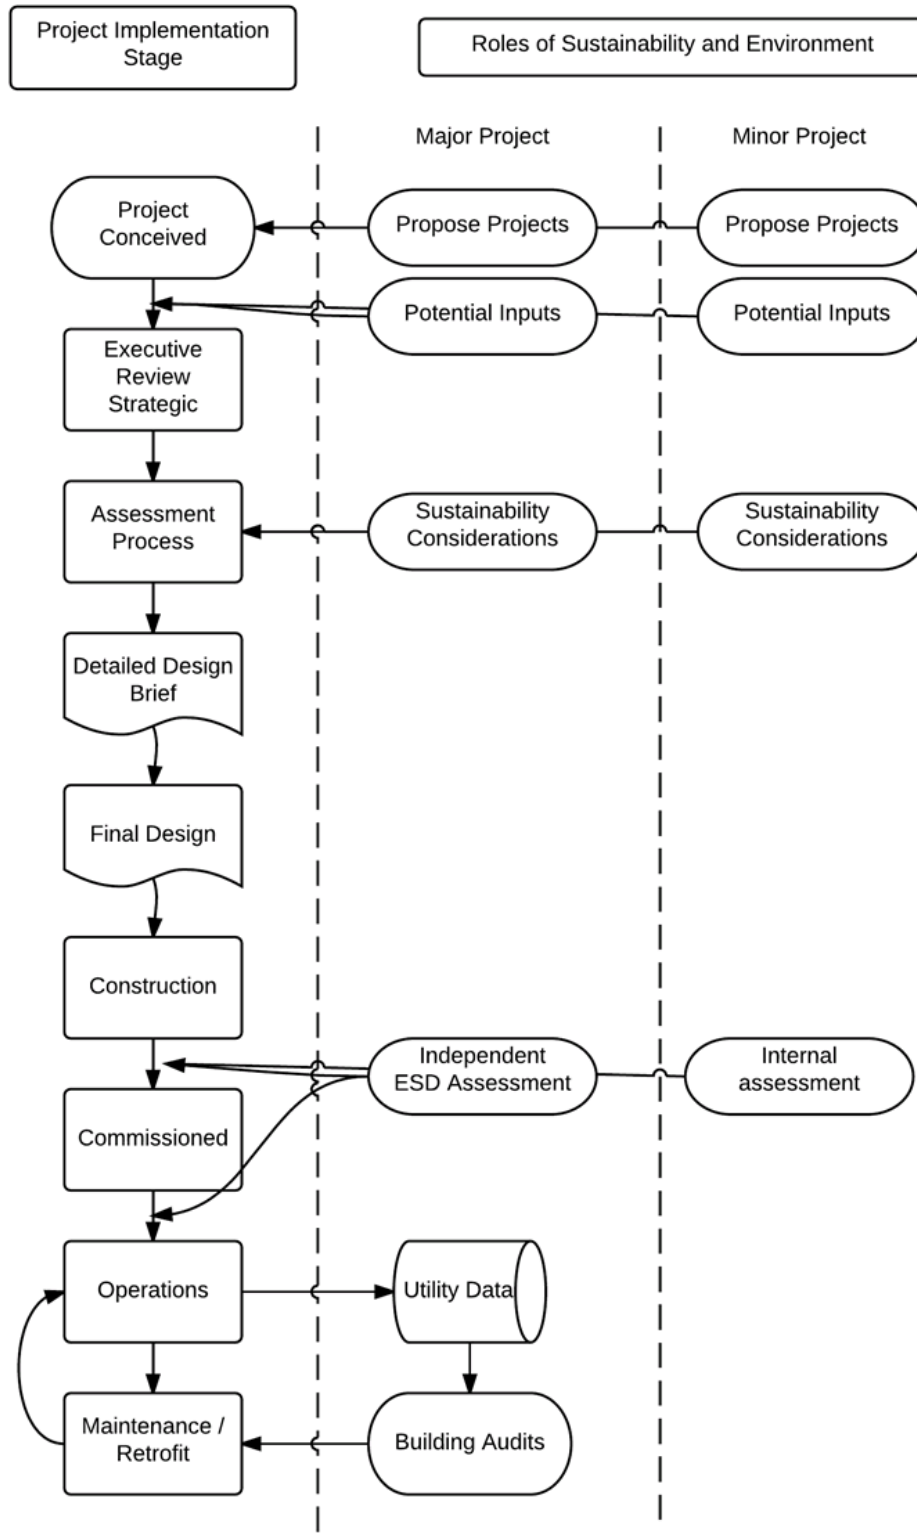 Project Implementation
Stage
Roles of Sustainability and Environment
Major Project
Minor Project
Project
Conceived
Propose Projects
Propose Projects
Potential Inputs
Potential Inputs
Executive
Review
Strategic
Assessment
Process
Sustainability
Considerations
Sustainability
Considerations
Detailed Design
Brief
Final Design
Construction
Independent
ESD Assessment
Internal
assessment
Commissioned
Operations
Utility Data
Maintenance /
Retrofit
Building Audits